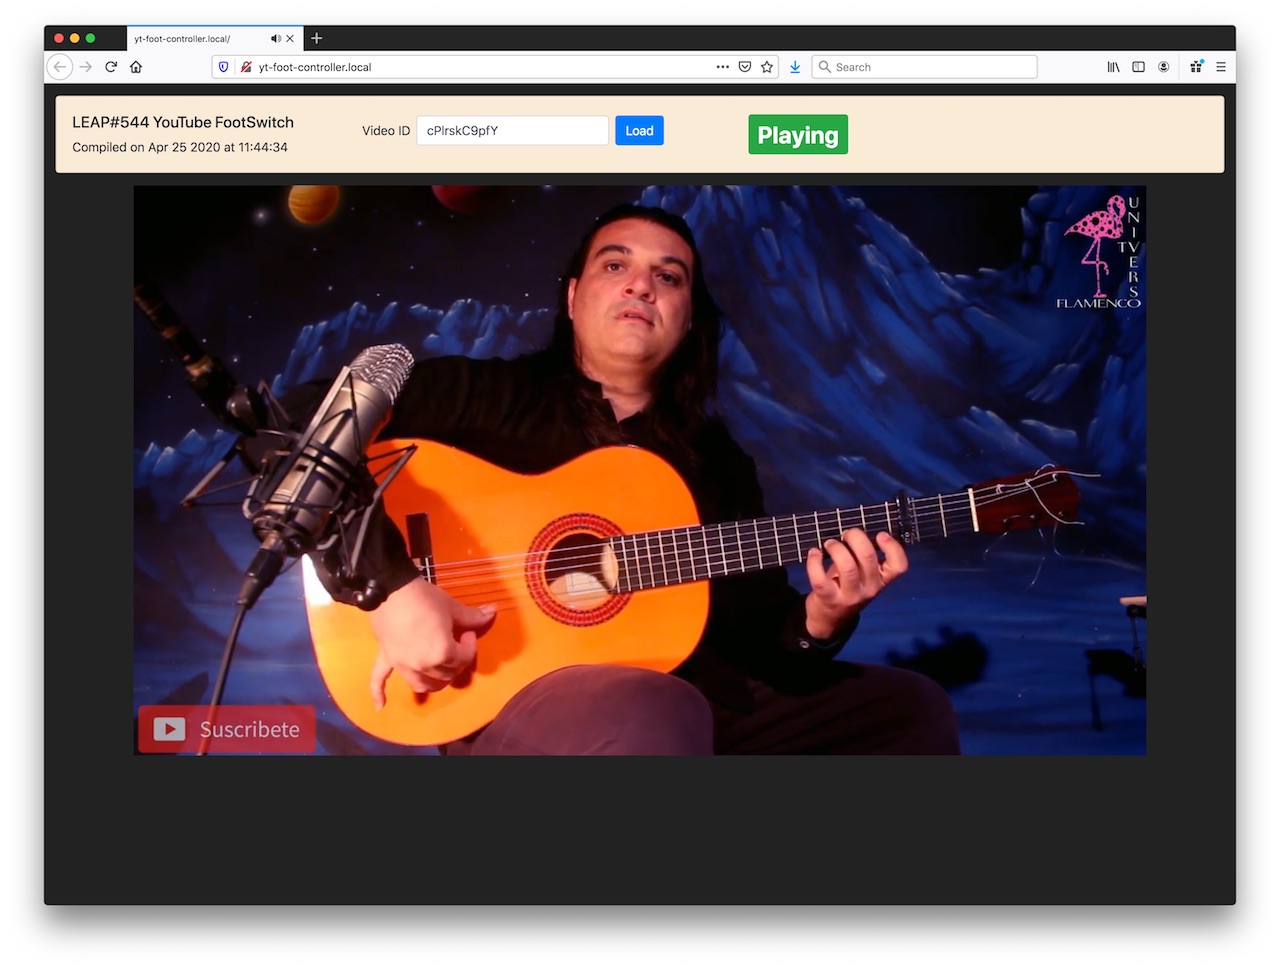 yt-foot-controller.local/
yt-foot-controller.local
Search
LEAP#544 YouTube FootSwitch
Compiled on Apr 25 2020 at 11:44:34
Video ID
cPlrskC9pfY
Load
Playing
UNIVERS
TV
FLAMENCO
Suscribete